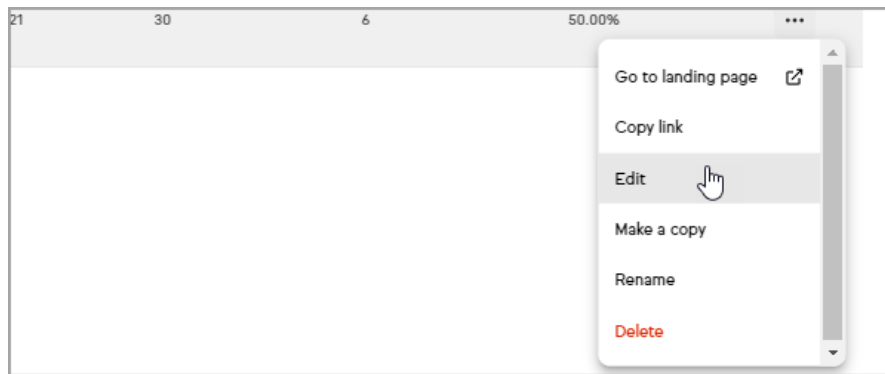 21 30 6 50.00%
Go to landing page
Copy link
Edit
Make a copy
Rename
Delete